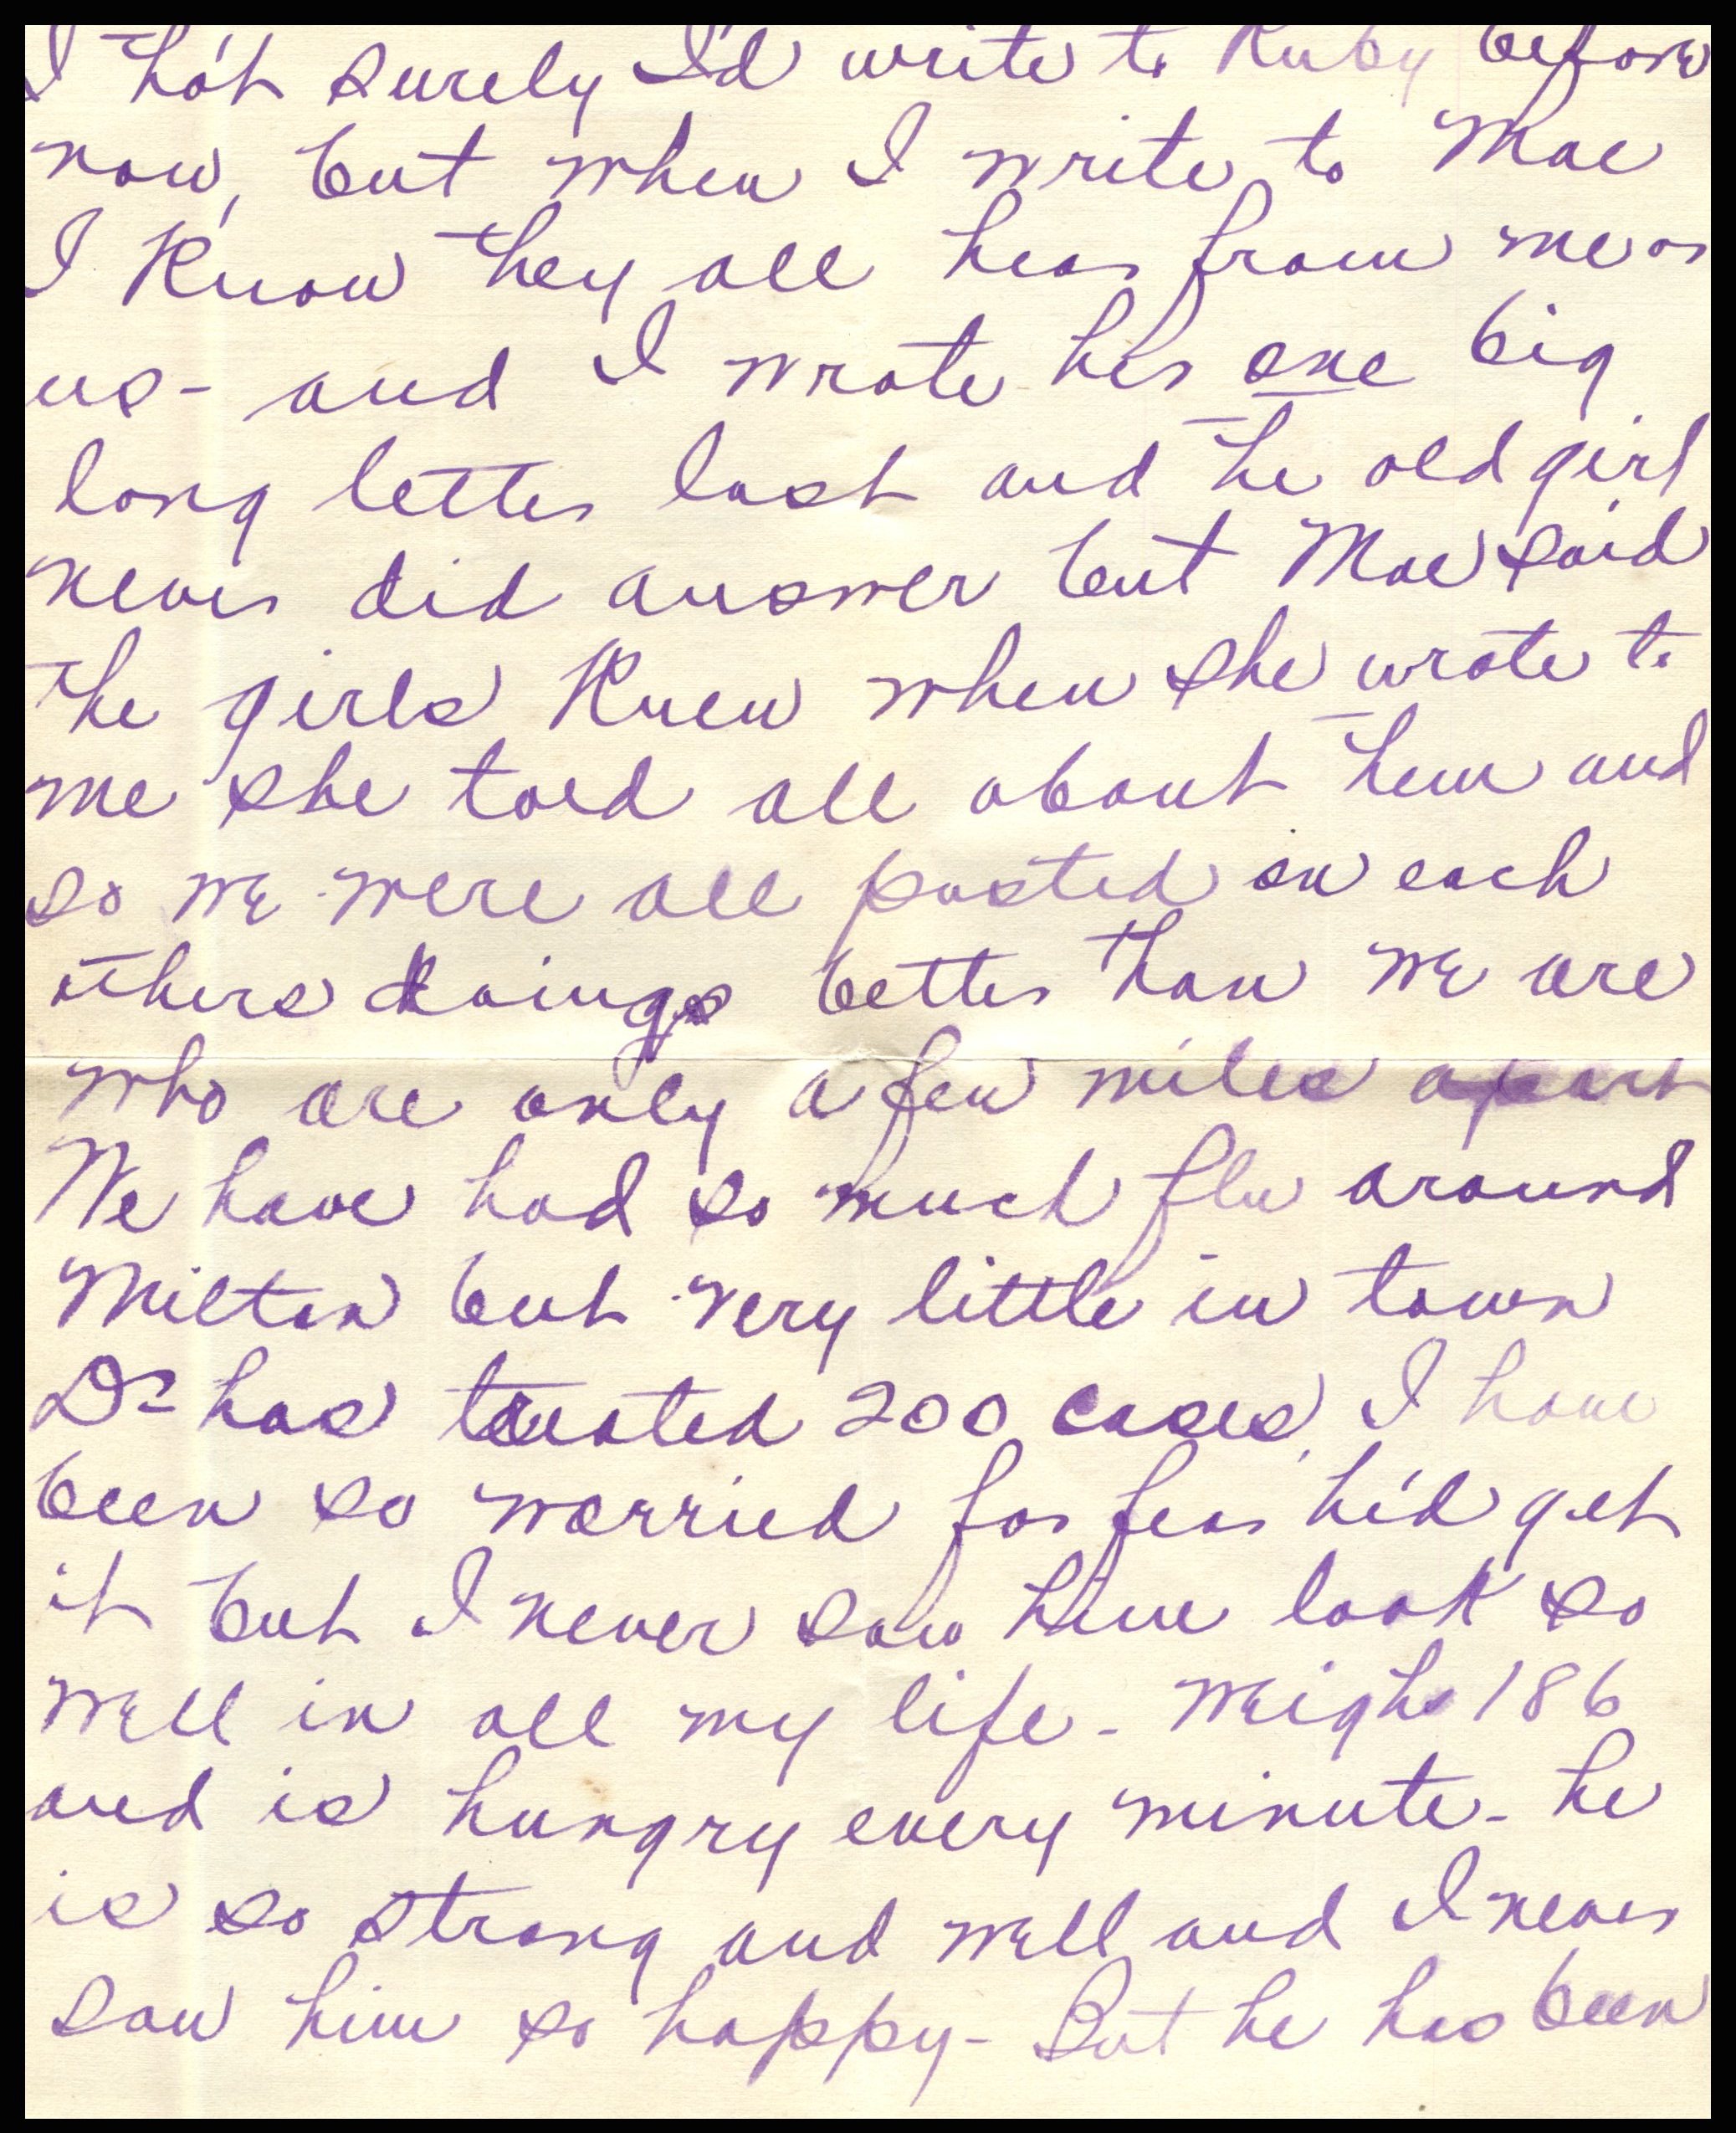 I tho't surely I'd write to Ruby before
now, but when I write to Mae
I Know they all hear from me or
us - and I wrote her one big
long letter last and the old girl
never did answer but Mae said
the girls Knew when she wrote to
me she told all about them and
so we were all posted on each
others doings better than we are
who are only a few miles apart
We have had so much flu around
Milton but very little in town
Dr has treated 200 cases, I have
been so worried for fear he'd get
it but I never saw him look so
well in all my life - weighs 186
and is hungry every minute - he
is so strong and well and I never
saw him so happy - But he has been